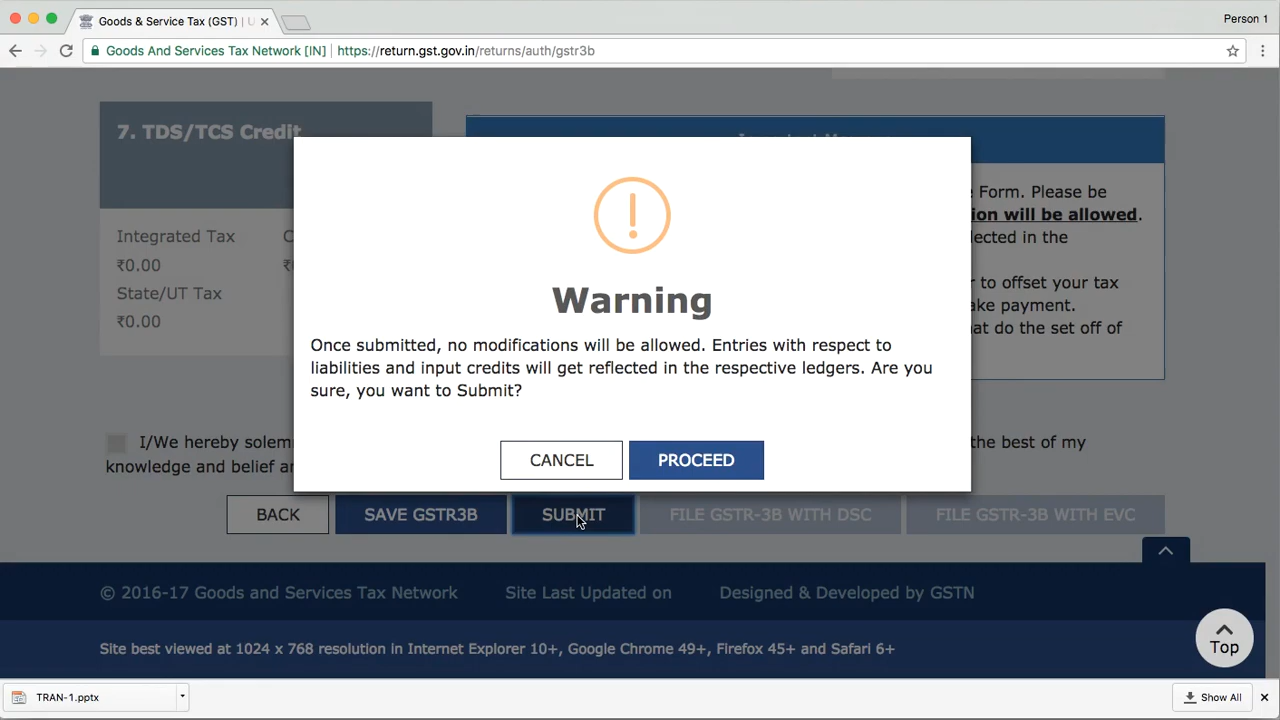 Goods & Service Tax (GST) | U
Person 1
Goods And Services Tax Network [IN] | https://return.gst.gov.in/returns/auth/gstr3b
7. TDS/TCS Credit
Integrated Tax
₹0.00
State/UT Tax
₹0.00
Form. Please be
ion will be allowed.
lected in the
r to offset your tax
ake payment.
at do the set off of
!
Warning
Once submitted, no modifications will be allowed. Entries with respect to
liabilities and input credits will get reflected in the respective ledgers. Are you
sure, you want to Submit?
CANCEL
PROCEED
I/We hereby solem
the best of my
knowledge and belief a
BACK
SAVE GSTR3B
SUBMIT
FILE GSTR-3B WITH DSC
FILE GSTR-3B WITH EVC
© 2016-17 Goods and Services Tax Network
Site Last Updated on
Designed & Developed by GSTN
Site best viewed at 1024 x 768 resolution in Internet Explorer 10+, Google Chrome 49+, Firefox 45+ and Safari 6+
Top
TRAN-1.pptx
Show All